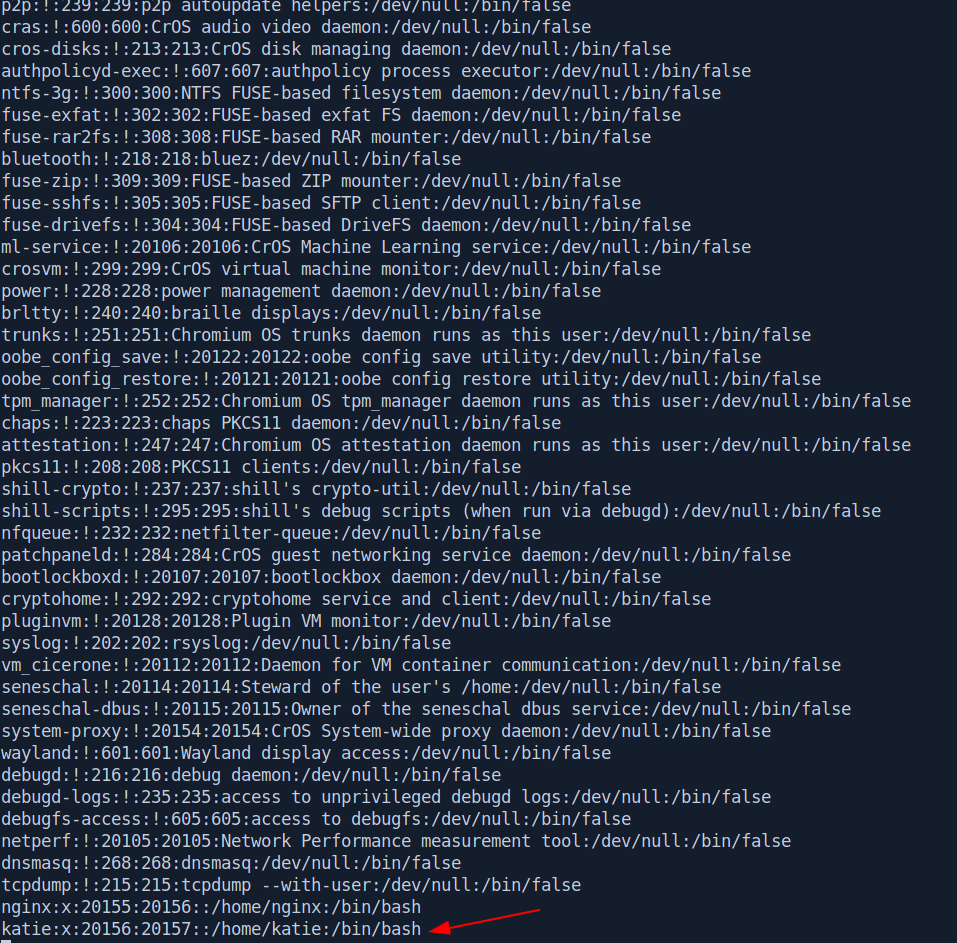 p2p:!:239:239:p2p autoupdate helpers:/dev/null:/bin/false
cras:!:600:600:CrOS audio video daemon:/dev/null:/bin/false
cros-disks:!:213:213:CrOS disk managing daemon:/dev/null:/bin/false
authpolicyd-exec:!:607:607:authpolicy process executor:/dev/null:/bin/false
ntfs-3g:!:300:300:NTFS FUSE-based filesystem daemon:/dev/null:/bin/false
fuse-exfat:!:302:302:FUSE-based exfat FS daemon:/dev/null:/bin/false
fuse-rar2fs:!:308:308:FUSE-based RAR mounter:/dev/null:/bin/false
bluetooth:!:218:218:bluez:/dev/null:/bin/false
fuse-zip:!:309:309:FUSE-based ZIP mounter:/dev/null:/bin/false
fuse-sshfs:!:305:305:FUSE-based SFTP client:/dev/null:/bin/false
fuse-drivefs:!:304:304:FUSE-based DriveFS daemon:/dev/null:/bin/false
ml-service:!:20106:20106:CrOS Machine Learning service:/dev/null:/bin/false
crosvm:!:299:299:CrOS virtual machine monitor:/dev/null:/bin/false
power:!:228:228:power management daemon:/dev/null:/bin/false
brltty:!:240:240:braille displays:/dev/null:/bin/false
trunks:!:251:251:Chromium OS trunks daemon runs as this user:/dev/null:/bin/false
oobe_config_save:!:20122:20122:oobe config save utility:/dev/null:/bin/false
oobe_config_restore:!:20121:20121:oobe config restore utility:/dev/null:/bin/false
tpm_manager:!:252:252:Chromium OS tpm_manager daemon runs as this user:/dev/null:/bin/false
chaps:!:223:223:chaps PKCS11 daemon:/dev/null:/bin/false
attestation:!:247:247:Chromium OS attestation daemon runs as this user:/dev/null:/bin/false
pkcs11:!:208:208:PKCS11 clients:/dev/null:/bin/false
shill-crypto:!:237:237:shill's crypto-util:/dev/null:/bin/false
shill-scripts:!:295:295:shill's debug scripts (when run via debugd):/dev/null:/bin/false
nfqueue:!:232:232:netfilter-queue:/dev/null:/bin/false
patchpaneld:!:284:284:CrOS guest networking service daemon:/dev/null:/bin/false
bootlockboxd:!:20107:20107:bootlockbox daemon:/dev/null:/bin/false
cryptohome:!:292:292:cryptohome service and client:/dev/null:/bin/false
pluginvm:!:20128:20128:Plugin VM monitor:/dev/null:/bin/false
syslog:!:202:202:rsyslog:/dev/null:/bin/false
vm_cicerone:!:20112:20112:Daemon for VM container communication:/dev/null:/bin/false
seneschal:!:20114:20114:Steward of the user's /home:/dev/null:/bin/false
seneschal-dbus:!:20115:20115:Owner of the seneschal dbus service:/dev/null:/bin/false
system-proxy:!:20154:20154:CrOS System-wide proxy daemon:/dev/null:/bin/false
wayland:!:601:601:Wayland display access:/dev/null:/bin/false
debugd:!:216:216:debug daemon:/dev/null:/bin/false
debugd-logs:!:235:235:access to unprivileged debugd logs:/dev/null:/bin/false
debugfs-access:!:605:605:access to debugfs:/dev/null:/bin/false
netperf:!:20105:20105:Network Performance measurement tool:/dev/null:/bin/false
dnsmasq:!:268:268:dnsmasq:/dev/null:/bin/false
tcpdump:!:215:215:tcpdump --with-user:/dev/null:/bin/false
nginx:x:20155:20156::/home/nginx:/bin/bash
katie:x:20156:20157::/home/katie:/bin/bash